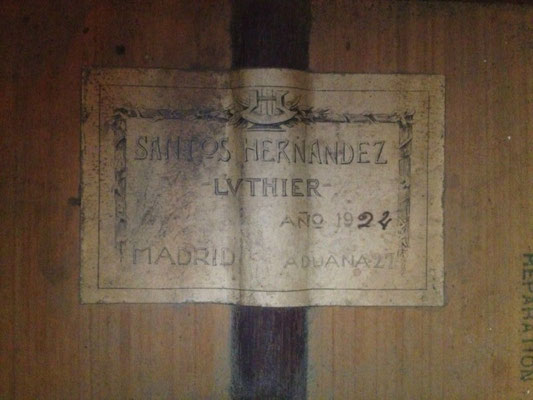 SANTOS HERNANDEZ
-LVTHIER-
AÑO 1924
MADRID ADUANA-27
REPARATION